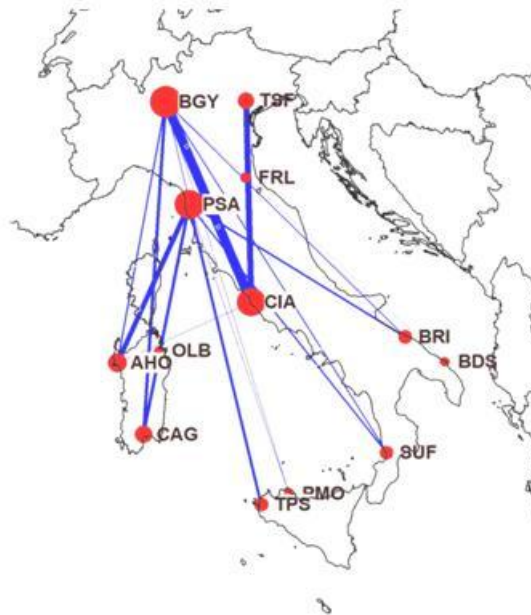 BGY
TSF
FRL
PSA
CIA
BRI
OLB
AHO
BDS
CAG
SUF
PMO
TPS